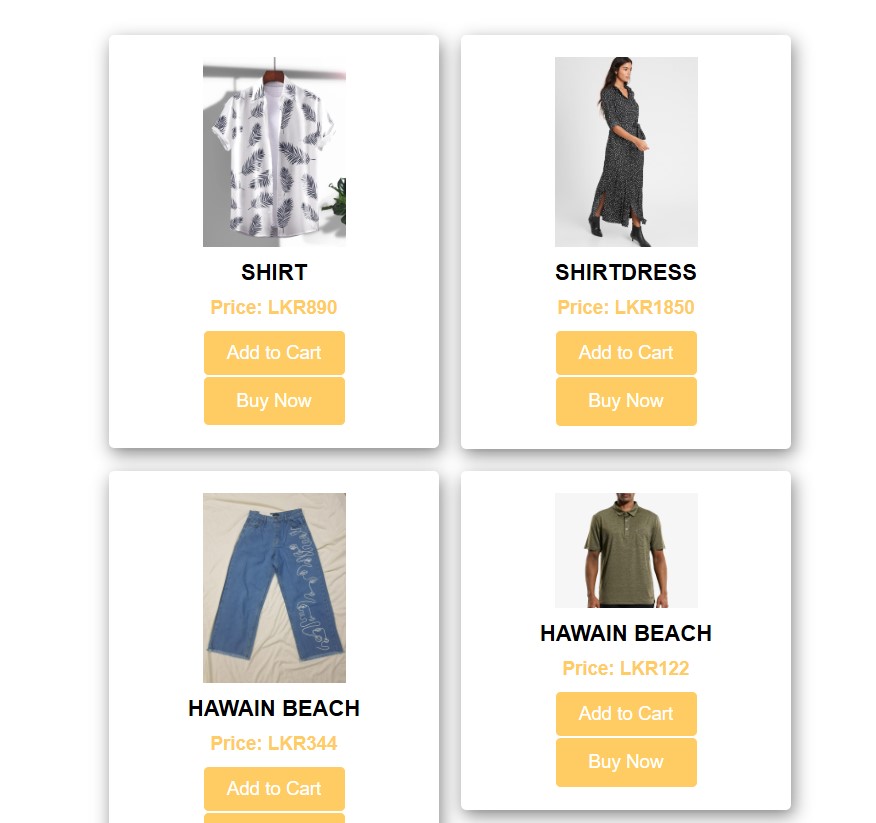 SHIRT
Price: LKR890
Add to Cart
Buy Now
SHIRTDRESS
Price: LKR1850
Add to Cart
Buy Now
HAWAIN BEACH
Price: LKR344
Add to Cart
HAWAIN BEACH
Price: LKR122
Add to Cart
Buy Now